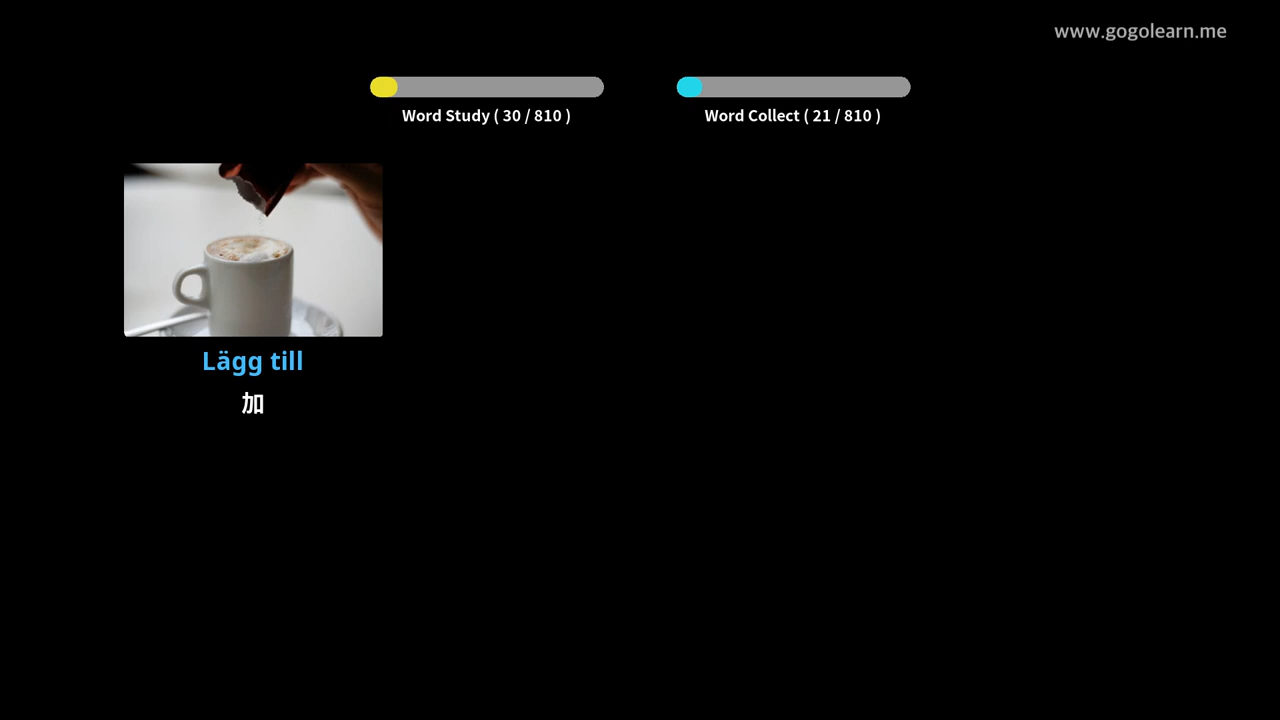 www.gogolearn.me
Word Study ( 30 / 810 )
Word Collect ( 21 / 810 )
Lägg till
加